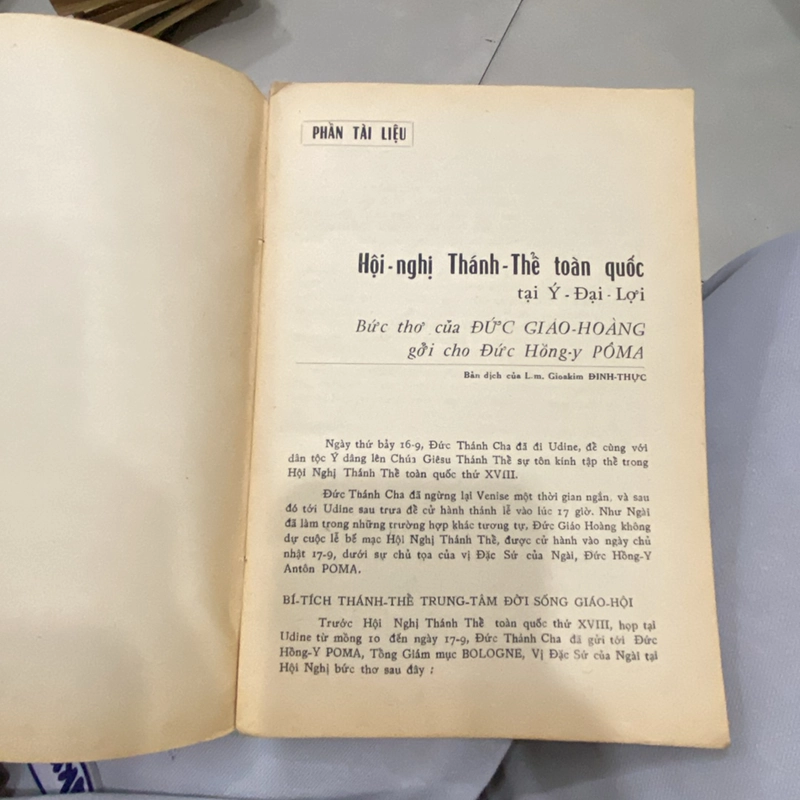 PHẦN TÀI LIỆU
Hội-nghị Thánh-Thể toàn quốc
tại Ý-Đại-Lợi
Bức thơ của ĐỨC GIÁO-HOÀNG
gởi cho Đức Hồng-y POMA
Bản dịch của L.m. Gioakim ĐINH-THỰC
Ngày thứ bảy 16-9, Đức Thánh Cha đã đi Udine, để cùng với
dân tộc Ý dâng lên Chúa Giêsu Thánh Thể sự tôn kính tập thể trong
Hội Nghị Thánh Thể toàn quốc thứ XVIII.
Đức Thánh Cha đã ngừng lại Venise một thời gian ngắn, và sau
đó tới Udine sau trưa để cử hành thánh lễ vào lúc 17 giờ. Như Ngài
đã làm trong những trường hợp khác tương tự, Đức Giáo Hoàng không
dự cuộc lễ bế mạc Hội Nghị Thánh Thể, được cử hành vào ngày chủ
nhật 17-9, dưới sự chủ tọa của vị Đặc Sứ của Ngài, Đức Hồng-Y
Antôn POMA.
BÍ-TÍCH THÁNH-THỂ TRUNG-TÂM ĐỜI SỐNG GIÁO-HỘI
Trước Hội Nghị Thánh Thể toàn quốc thứ XVIII, họp tại
Udine từ mồng 10 đến ngày 17-9, Đức Thánh Cha đã gửi tới Đức
Hồng-Y POMA, Tổng Giám mục BOLOGNE, Vị Đặc Sứ của Ngài tại
Hội Nghị bức thơ sau đây :